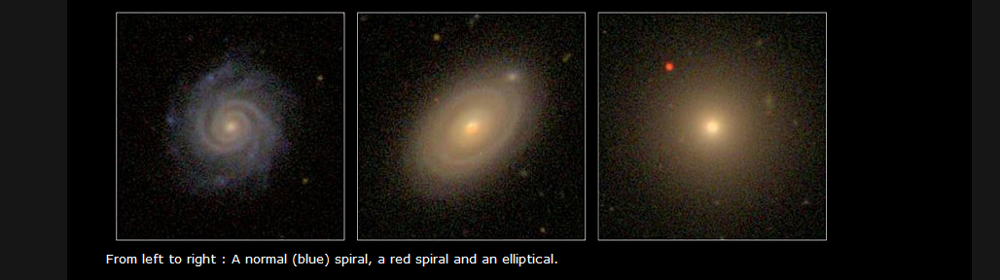 From left to right : A normal (blue) spiral, a red spiral and an elliptical.